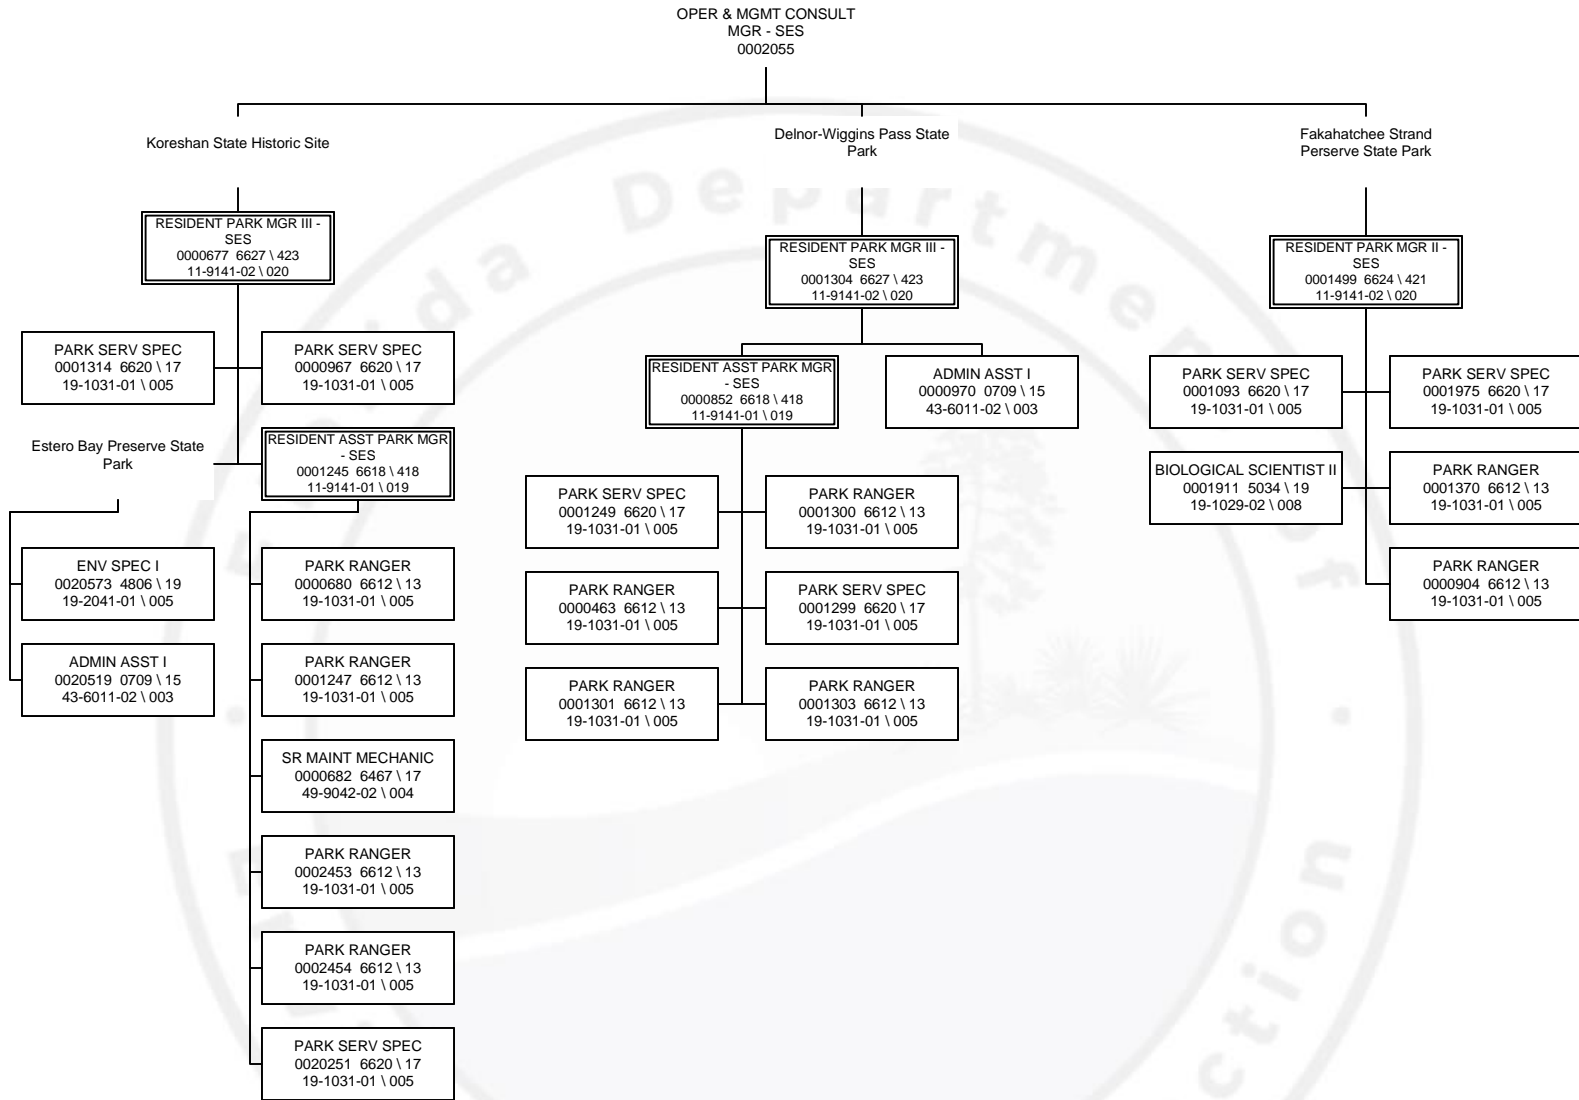 OPER & MGMT CONSULT
MGR - SES
0002055
Koreshan State Historic Site
Delnor-Wiggins Pass State
Park
Fakahatchee Strand
Perserve State Park
RESIDENT PARK MGR III -
SES
0000677 6627 \ 423
11-9141-02 \ 020
RESIDENT PARK MGR III -
SES
0001304 6627 \ 423
11-9141-02 \ 020
RESIDENT PARK MGR II -
SES
0001499 6624 \ 421
11-9141-02 \ 020
PARK SERV SPEC
0001314 6620 \ 17
19-1031-01 \ 005
PARK SERV SPEC
0000967 6620 \ 17
19-1031-01 \ 005
RESIDENT ASST PARK MGR
- SES
0000852 6618 \ 418
11-9141-01 \ 019
ADMIN ASST I
0000970 0709 \ 15
43-6011-02 \ 003
PARK SERV SPEC
0001093 6620 \ 17
19-1031-01 \ 005
PARK SERV SPEC
0001975 6620 \ 17
19-1031-01 \ 005
Estero Bay Preserve State
Park
RESIDENT ASST PARK MGR
- SES
0001245 6618 \ 418
11-9141-01 \ 019
BIOLOGICAL SCIENTIST II
0001911 5034 \ 19
19-1029-02 \ 008
PARK RANGER
0001370 6612 \ 13
19-1031-01 \ 005
PARK SERV SPEC
0001249 6620 \ 17
19-1031-01 \ 005
PARK RANGER
0001300 6612 \ 13
19-1031-01 \ 005
ENV SPEC I
0020573 4806 \ 19
19-2041-01 \ 005
PARK RANGER
0000680 6612 \ 13
19-1031-01 \ 005
PARK RANGER
0000463 6612 \ 13
19-1031-01 \ 005
PARK SERV SPEC
0001299 6620 \ 17
19-1031-01 \ 005
PARK RANGER
0000904 6612 \ 13
19-1031-01 \ 005
ADMIN ASST I
0020519 0709 \ 15
43-6011-02 \ 003
PARK RANGER
0001247 6612 \ 13
19-1031-01 \ 005
PARK RANGER
0001301 6612 \ 13
19-1031-01 \ 005
PARK RANGER
0001303 6612 \ 13
19-1031-01 \ 005
SR MAINT MECHANIC
0000682 6467 \ 17
49-9042-02 \ 004
PARK RANGER
0002453 6612 \ 13
19-1031-01 \ 005
PARK RANGER
0002454 6612 \ 13
19-1031-01 \ 005
PARK SERV SPEC
0020251 6620 \ 17
19-1031-01 \ 005
Department of